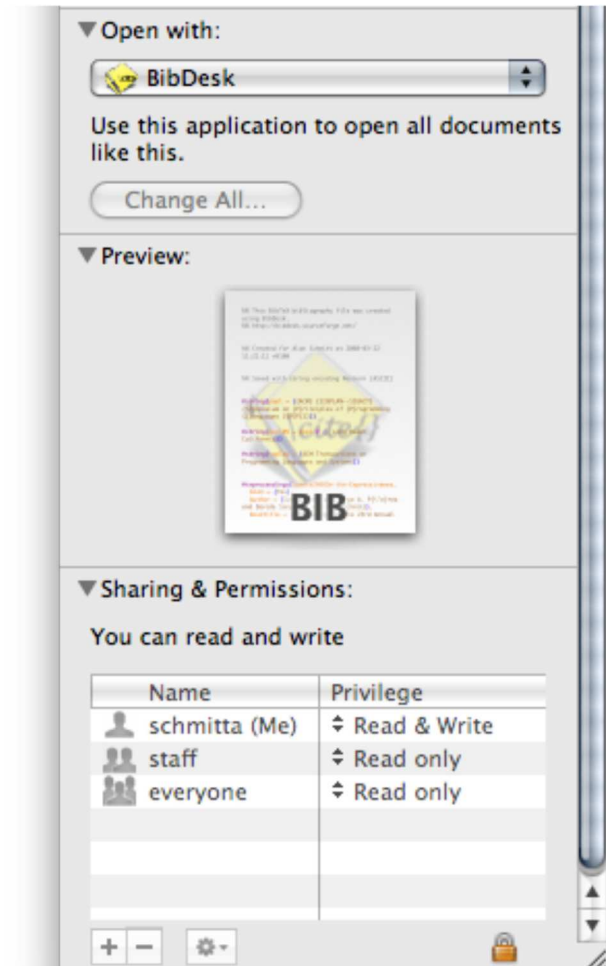 Open with:
BibDesk
Use this application to open all documents
like this.
Change All...
Preview:
\cite{}
BIB
Sharing & Permissions:
You can read and write
Name Privilege
schmitta (Me) Read & Write
staff Read only
everyone Read only